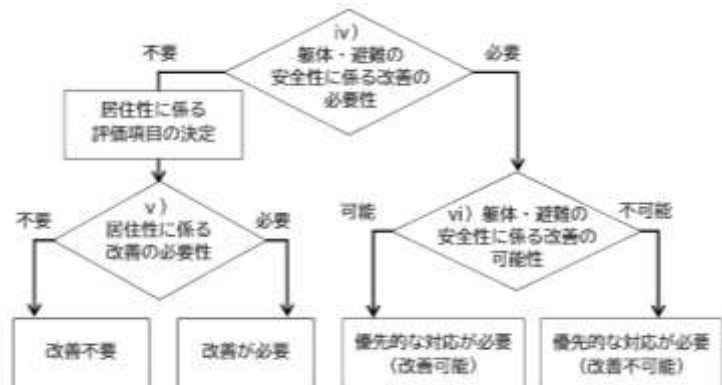 iv)
躯体・避難の
安全性に係る改善の
必要性
不要
必要
居住性に係る
評価項目の決定
v)
居住性に係る
改善の必要性
不要
必要
vi) 躯体・避難の
安全性に係る改善の
可能性
可能
不可能
改善不要
改善が必要
優先的な対応が必要
(改善可能)
優先的な対応が必要
(改善不可能)